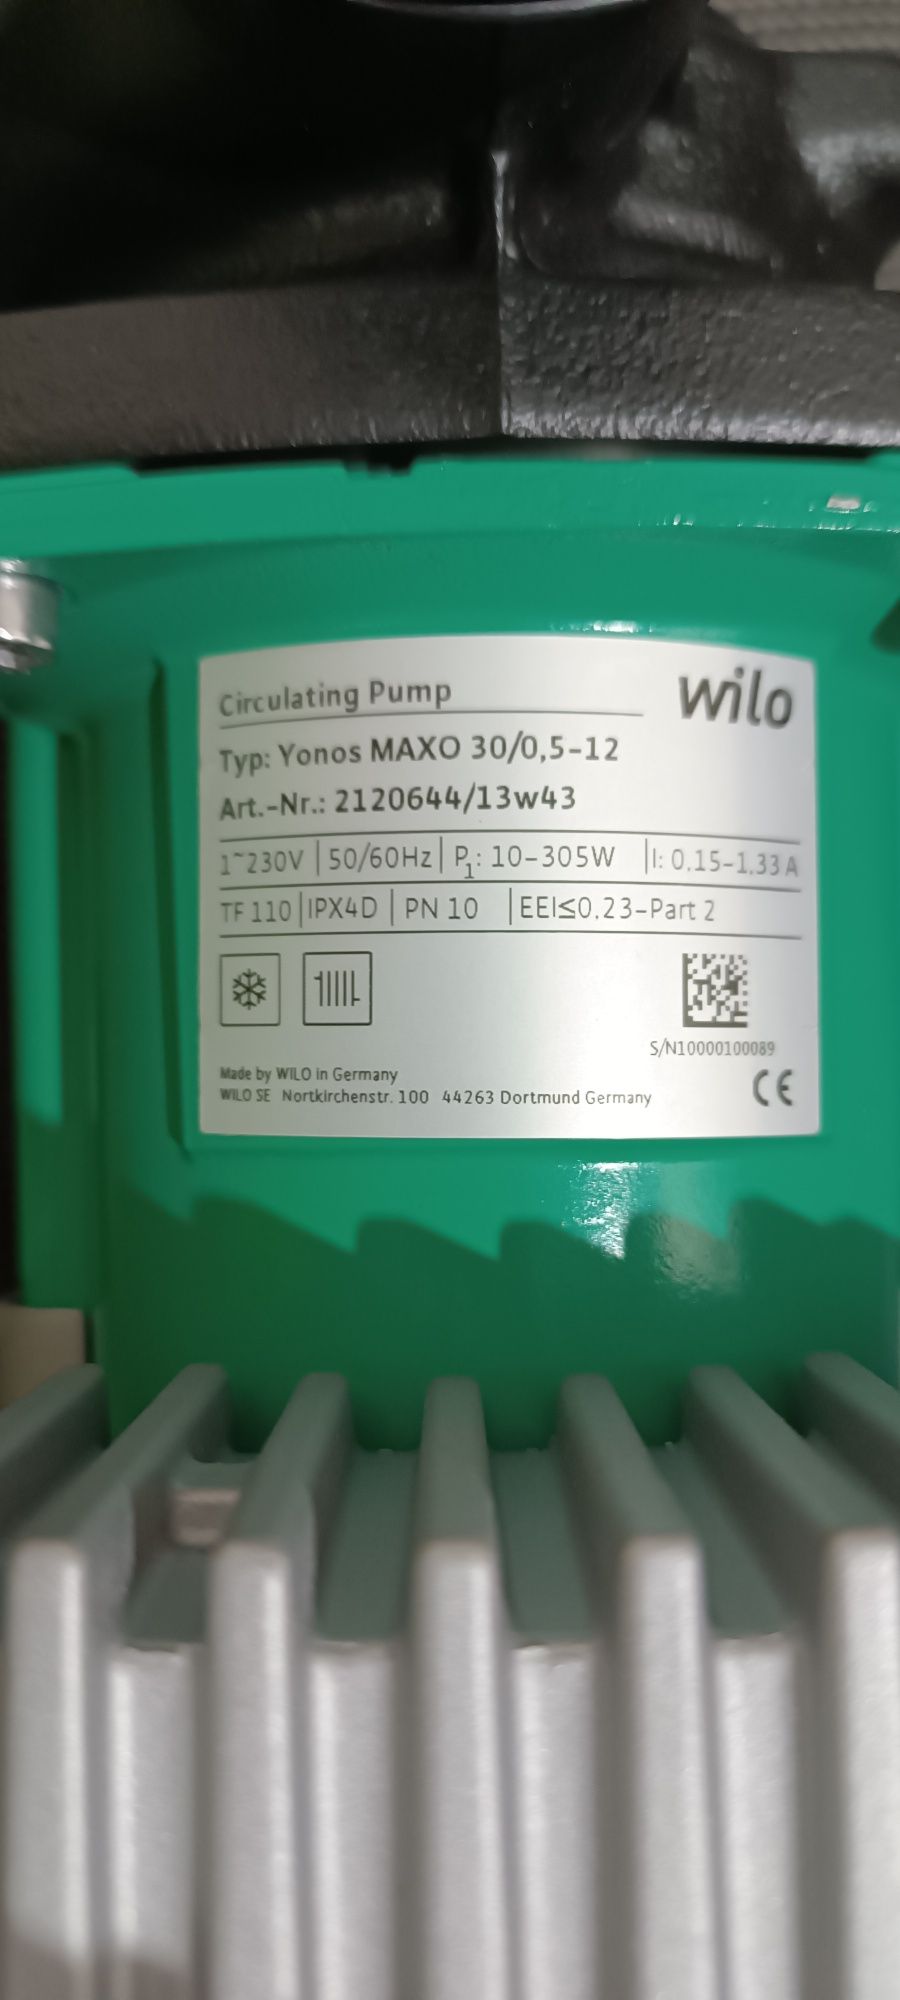 Circulating Pump
wilo
Typ: Yonos MAXO 30/0,5-12
Art.-Nr.: 2120644/13w43
1~230V | 50/60Hz | P1: 10-305W | I: 0,15-1,33 A
TF 110 | IPX4D | PN 10 | EEI≤0,23-Part 2
S/N10000100089
Made by WILO in Germany
WILO SE Nortkirchenstr. 100 44263 Dortmund Germany
CE